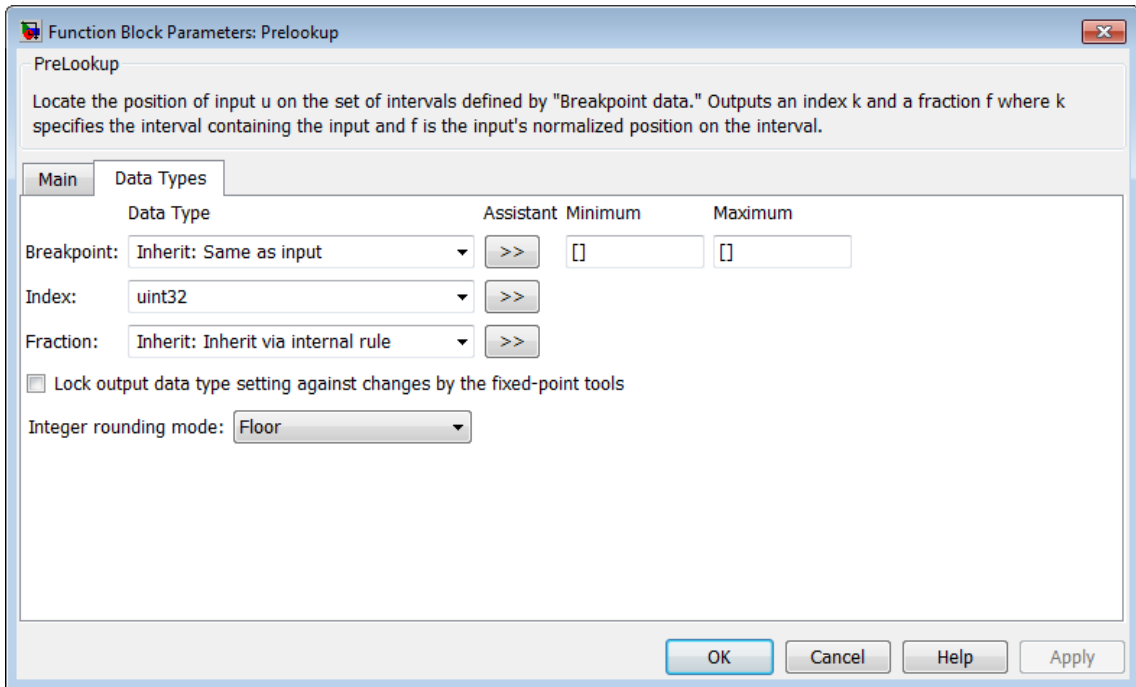 Function Block Parameters: Prelookup
PreLookup
Locate the position of input u on the set of intervals defined by "Breakpoint data." Outputs an index k and a fraction f where k
specifies the interval containing the input and f is the input's normalized position on the interval.
Main Data Types
Data Type Assistant Minimum Maximum
Breakpoint: Inherit: Same as input >> [] []
Index: uint32 >>
Fraction: Inherit: Inherit via internal rule >>
Lock output data type setting against changes by the fixed-point tools
Integer rounding mode: Floor
OK Cancel Help Apply